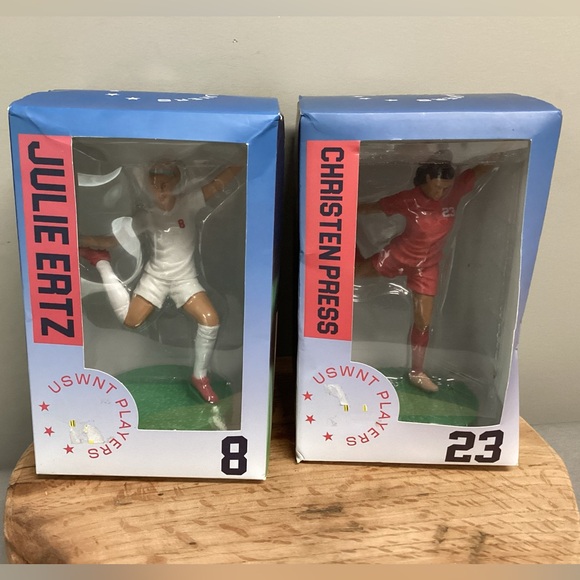 JULIE ERTZ
8
USWNT PLAYERS
8
CHRISTEN PRESS
23
USWNT PLAYERS
23